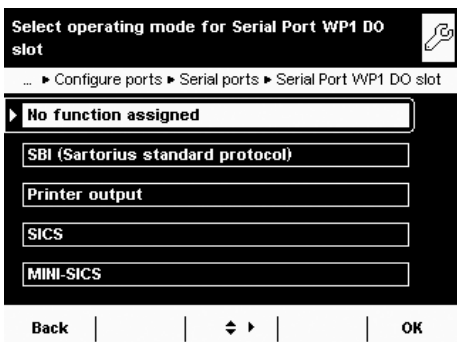 Select operating mode for Serial Port WP1 DO
slot
... ▸ Configure ports ▸ Serial ports ▸ Serial Port WP1 DO slot
No function assigned
SBI (Sartorius standard protocol)
Printer output
SICS
MINI-SICS
Back OK